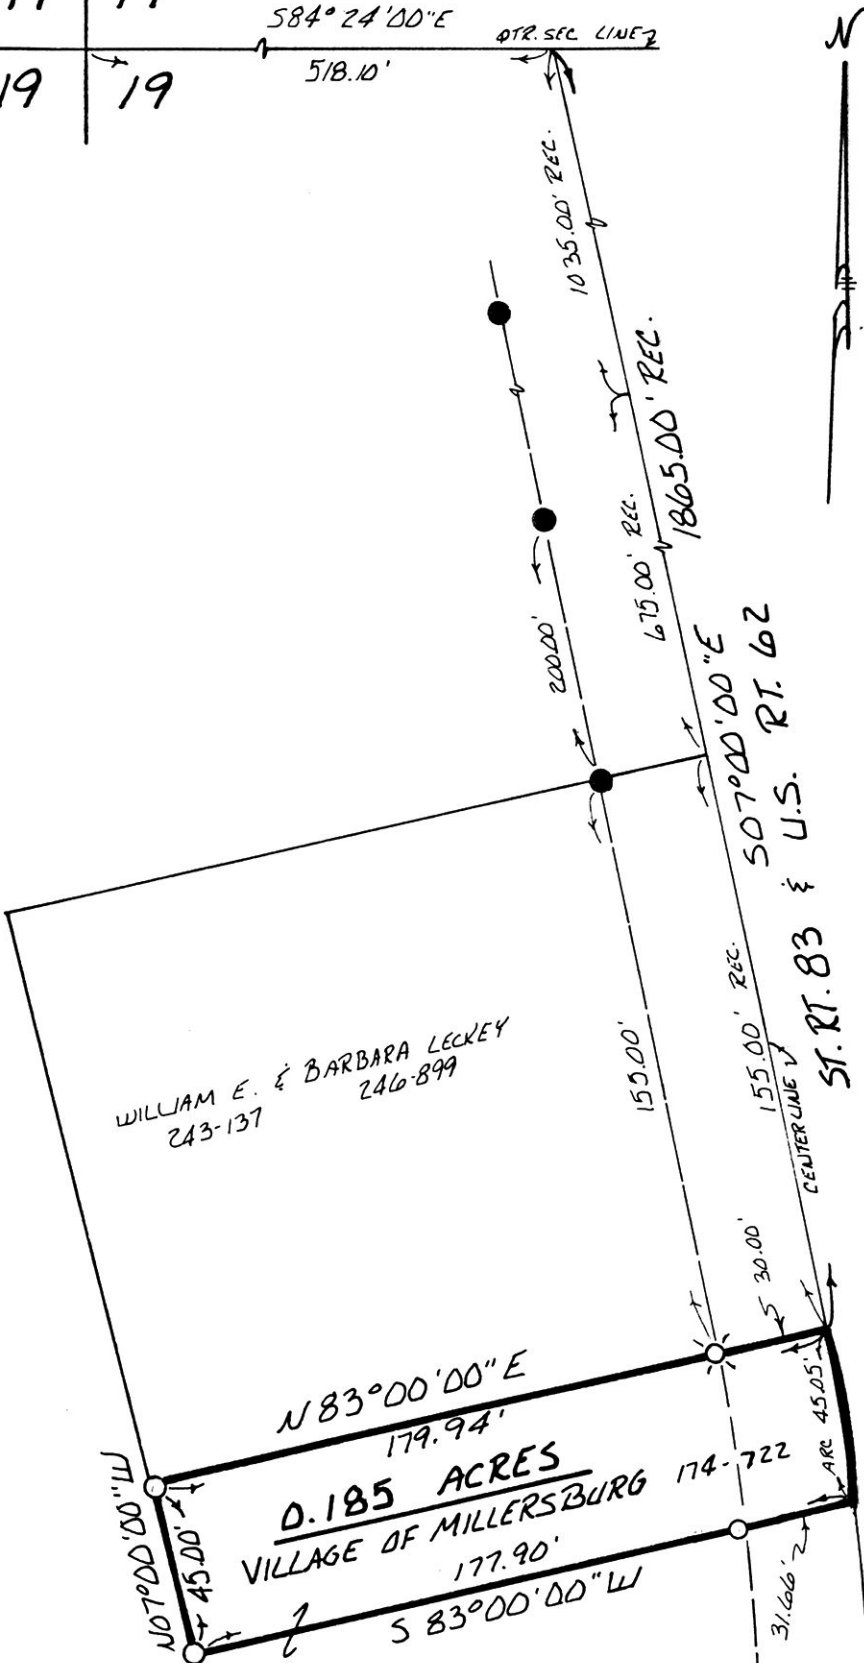 S84°24'00"E
QTR. SEC LINE
N
19
19
518.10'
1035.00' REC.
1865.00' REC.
675.00' REC.
200.00'
S07°00'00"E
ST. RT. 83 & U.S. RT. 62
155.00'
155.00' REC.
CENTERLINE
WILLIAM E. & BARBARA LECKEY
243-137
246-899
30.00'
N 83°00'00" E
179.94'
ARC 45.05'
0.185 ACRES
VILLAGE OF MILLERSBURG
174-722
N07°00'00"W
45.00'
177.90'
S 83°00'00" W
31.66'